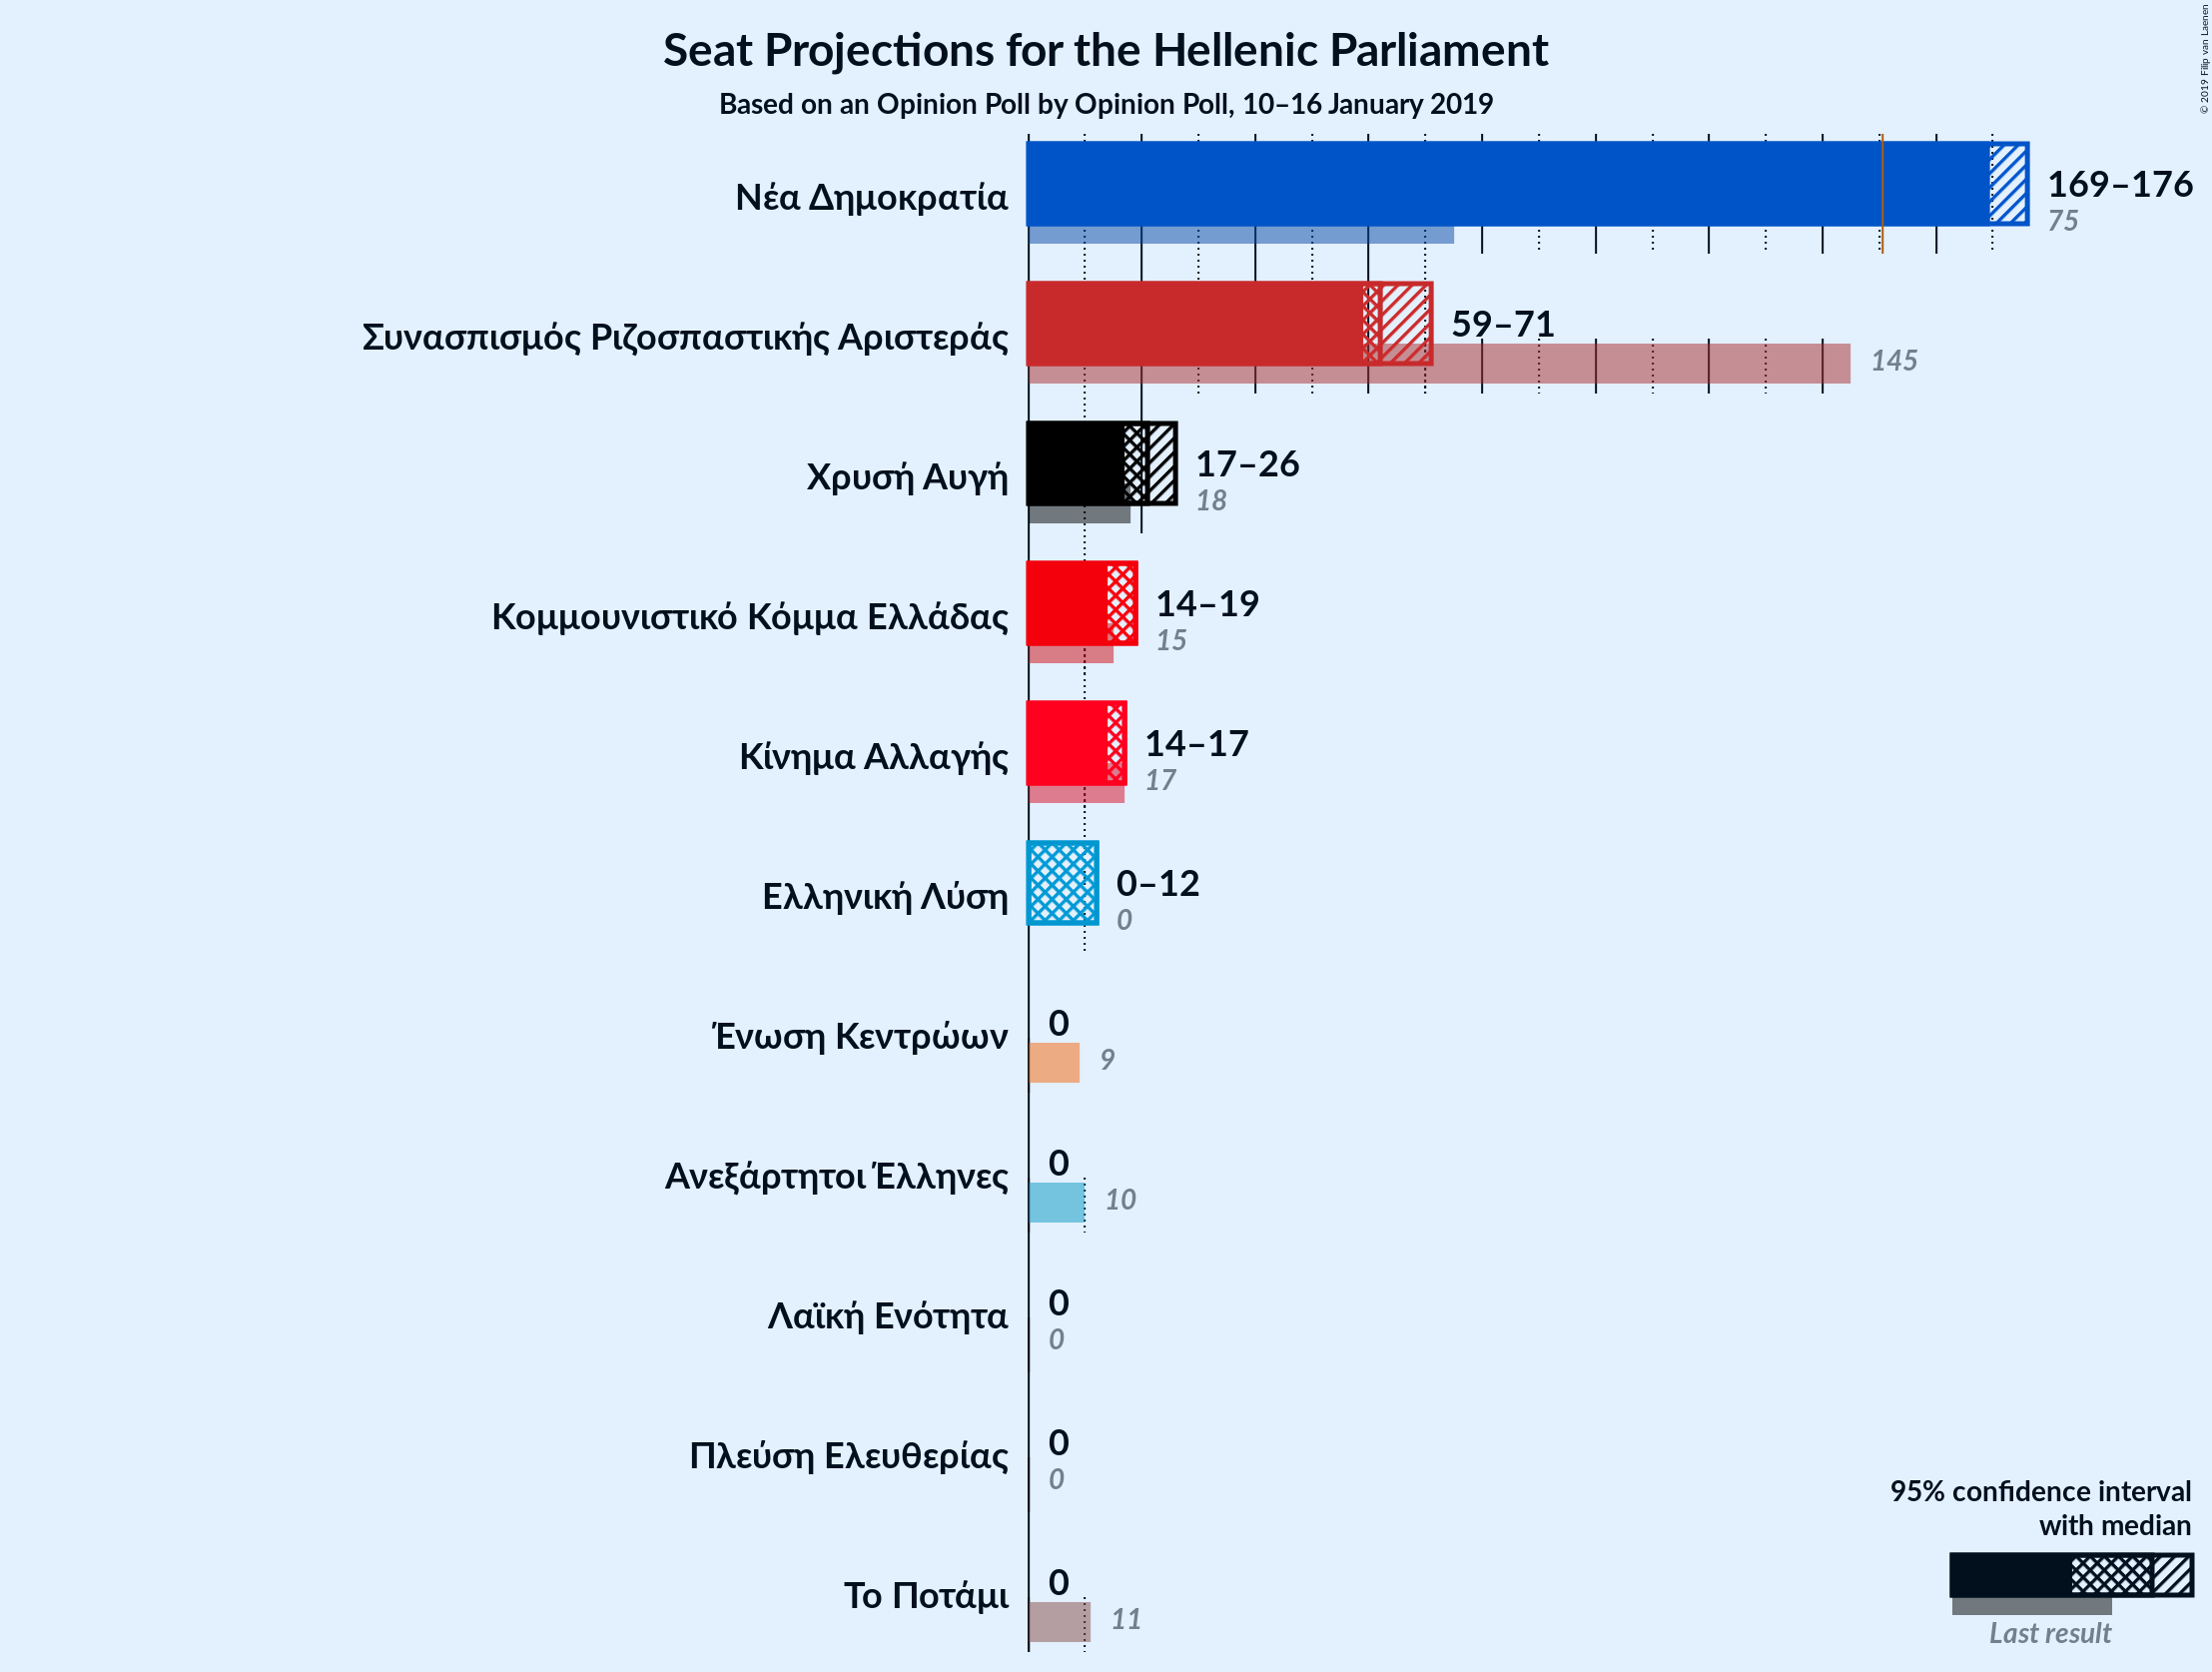 Seat Projections for the Hellenic Parliament
Based on an Opinion Poll by Opinion Poll, 10–16 January 2019
© 2019 Filip van Laenen
Νέα Δημοκρατία
169–176
75
Συνασπισμός Ριζοσπαστικής Αριστεράς
59–71
145
Χρυσή Αυγή
17–26
18
Κομμουνιστικό Κόμμα Ελλάδας
14–19
15
Κίνημα Αλλαγής
14–17
17
Ελληνική Λύση
0–12
0
Ένωση Κεντρώων
0
9
Ανεξάρτητοι Έλληνες
0
10
Λαϊκή Ενότητα
0
0
Πλεύση Ελευθερίας
0
0
Το Ποτάμι
0
11
95% confidence interval
with median
Last result